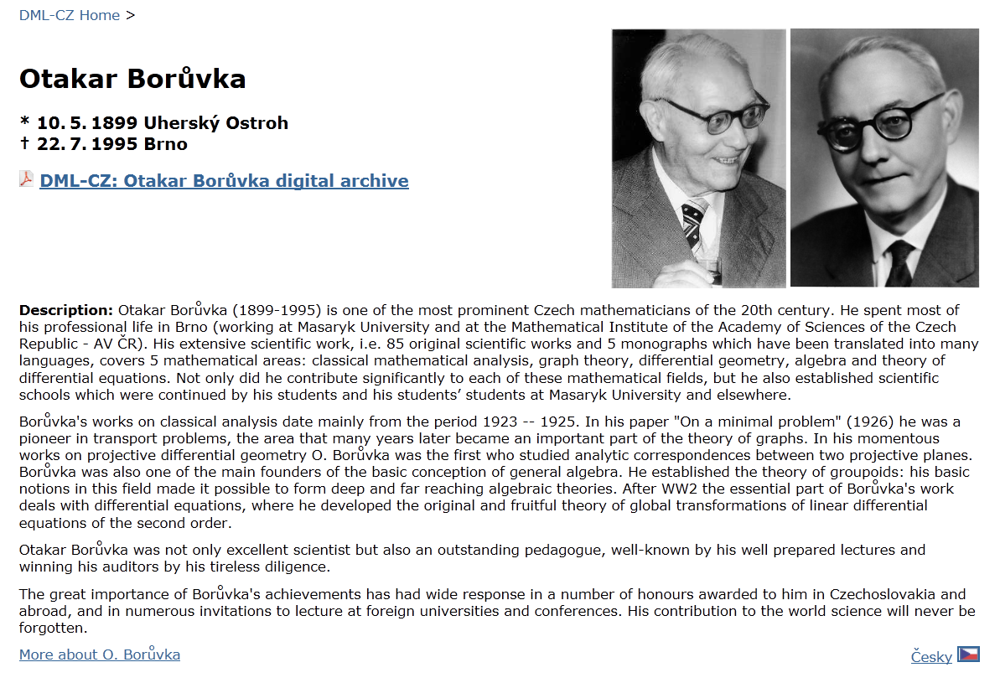 DML-CZ Home >
Otakar Borůvka
* 10. 5. 1899 Uherský Ostroh
† 22. 7. 1995 Brno
DML-CZ: Otakar Borůvka digital archive
Description: Otakar Borůvka (1899-1995) is one of the most prominent Czech mathematicians of the 20th century. He spent most of
his professional life in Brno (working at Masaryk University and at the Mathematical Institute of the Academy of Sciences of the Czech
Republic - AV ČR). His extensive scientific work, i.e. 85 original scientific works and 5 monographs which have been translated into many
languages, covers 5 mathematical areas: classical mathematical analysis, graph theory, differential geometry, algebra and theory of
differential equations. Not only did he contribute significantly to each of these mathematical fields, but he also established scientific
schools which were continued by his students and his students’ students at Masaryk University and elsewhere.
Borůvka's works on classical analysis date mainly from the period 1923 -- 1925. In his paper "On a minimal problem" (1926) he was a
pioneer in transport problems, the area that many years later became an important part of the theory of graphs. In his momentous
works on projective differential geometry O. Borůvka was the first who studied analytic correspondences between two projective planes.
Borůvka was also one of the main founders of the basic conception of general algebra. He established the theory of groupoids: his basic
notions in this field made it possible to form deep and far reaching algebraic theories. After WW2 the essential part of Borůvka's work
deals with differential equations, where he developed the original and fruitful theory of global transformations of linear differential
equations of the second order.
Otakar Borůvka was not only excellent scientist but also an outstanding pedagogue, well-known by his well prepared lectures and
winning his auditors by his tireless diligence.
The great importance of Borůvka's achievements has had wide response in a number of honours awarded to him in Czechoslovakia and
abroad, and in numerous invitations to lecture at foreign universities and conferences. His contribution to the world science will never be
forgotten.
More about O. Borůvka
Česky